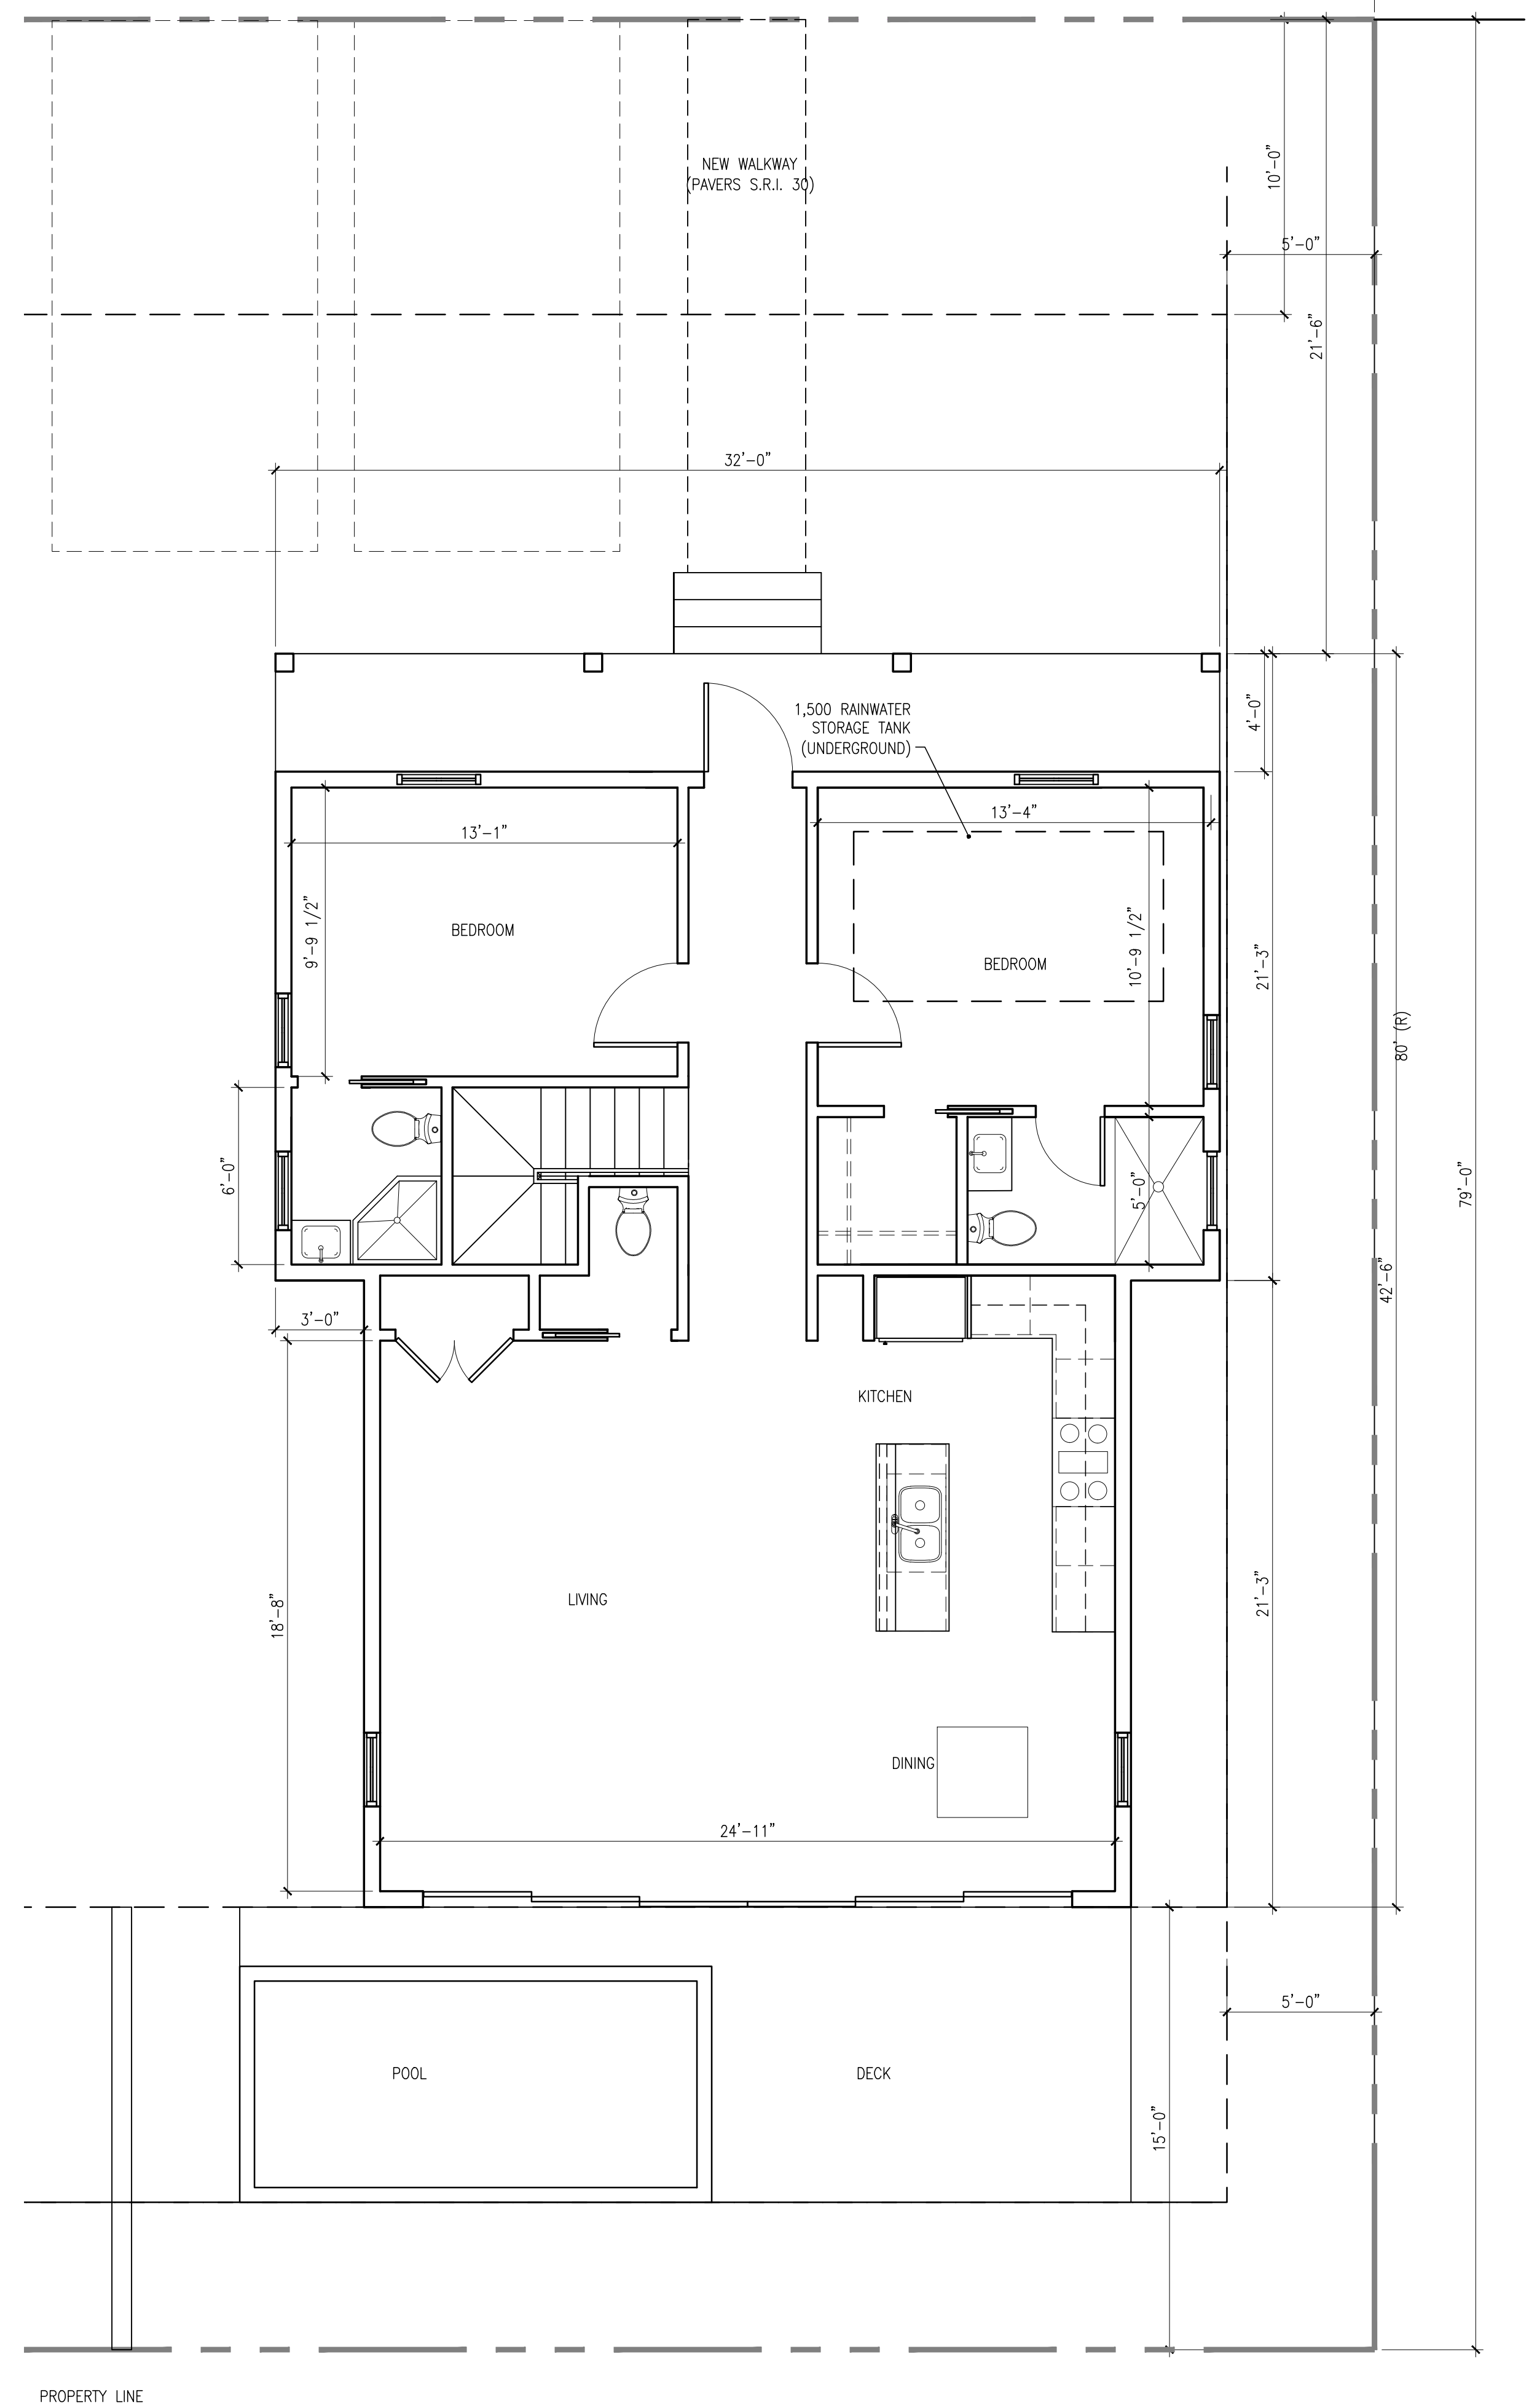 NEW WALKWAY
(PAVERS S.R.I. 30)
10'-0"
5'-0"
21'-6"
32'-0"
1,500 RAINWATER
STORAGE TANK
(UNDERGROUND)
4'-0"
13'-1"
13'-4"
9'-9 1/2"
BEDROOM
10'-9 1/2"
BEDROOM
21'-3"
80' (R)
6'-0"
5'-0"
79'-0"
42'-6"
3'-0"
KITCHEN
18'-8"
LIVING
21'-3"
DINING
24'-11"
5'-0"
POOL
DECK
15'-0"
PROPERTY LINE